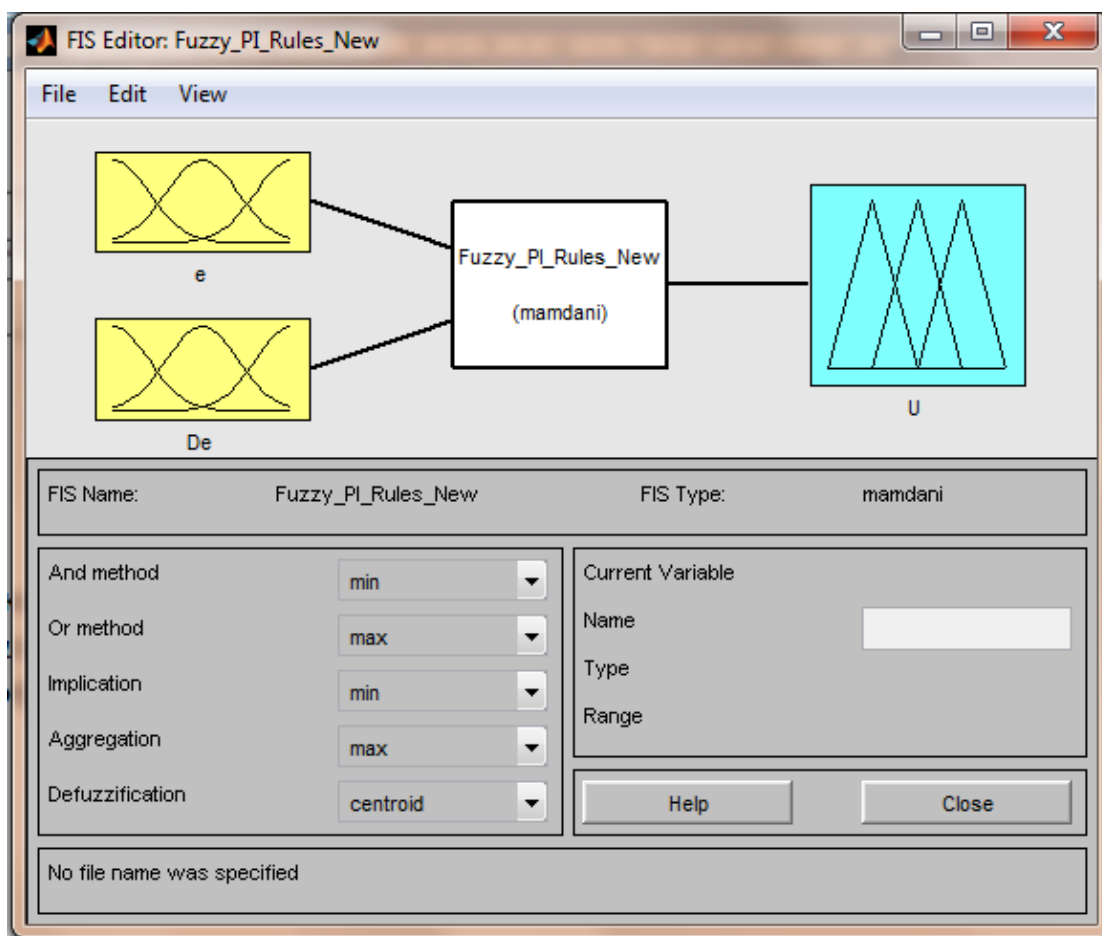 FIS Editor: Fuzzy_PI_Rules_New
File Edit View
e
De
Fuzzy_PI_Rules_New
(mamdani)
U
FIS Name: Fuzzy_PI_Rules_New FIS Type: mamdani
And method min
Or method max
Implication min
Aggregation max
Defuzzification centroid
Current Variable
Name
Type
Range
Help Close
No file name was specified